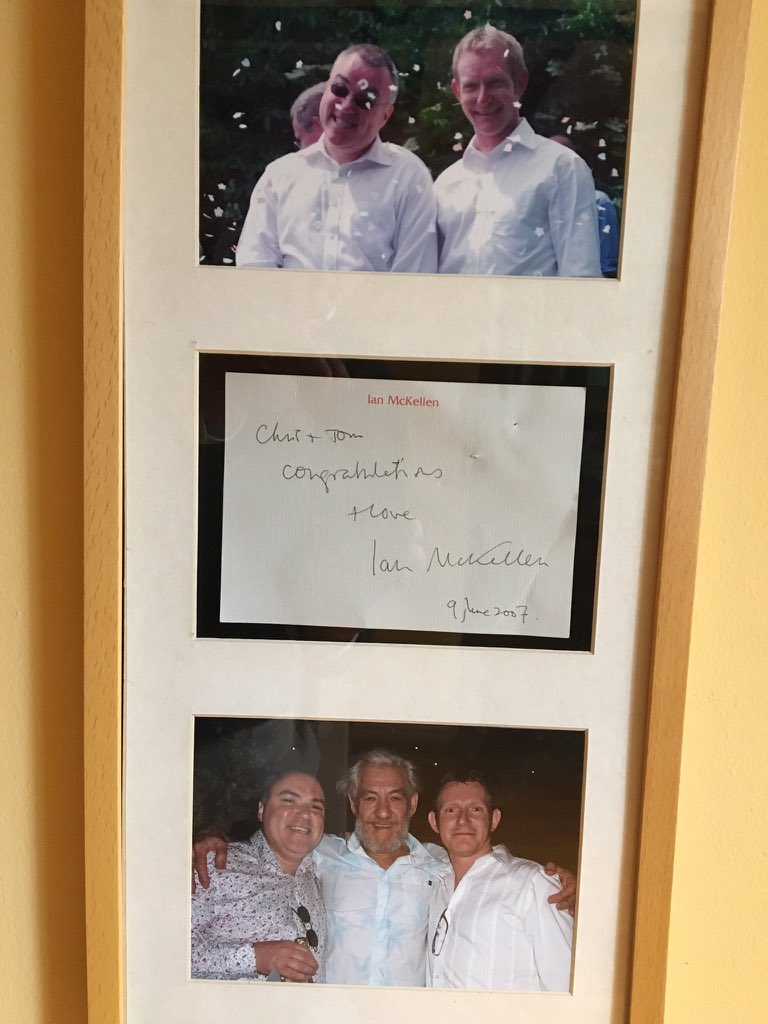 Ian McKellen
Chris + Tom
congratulations
+ love
Ian McKellen
9 June 2007.